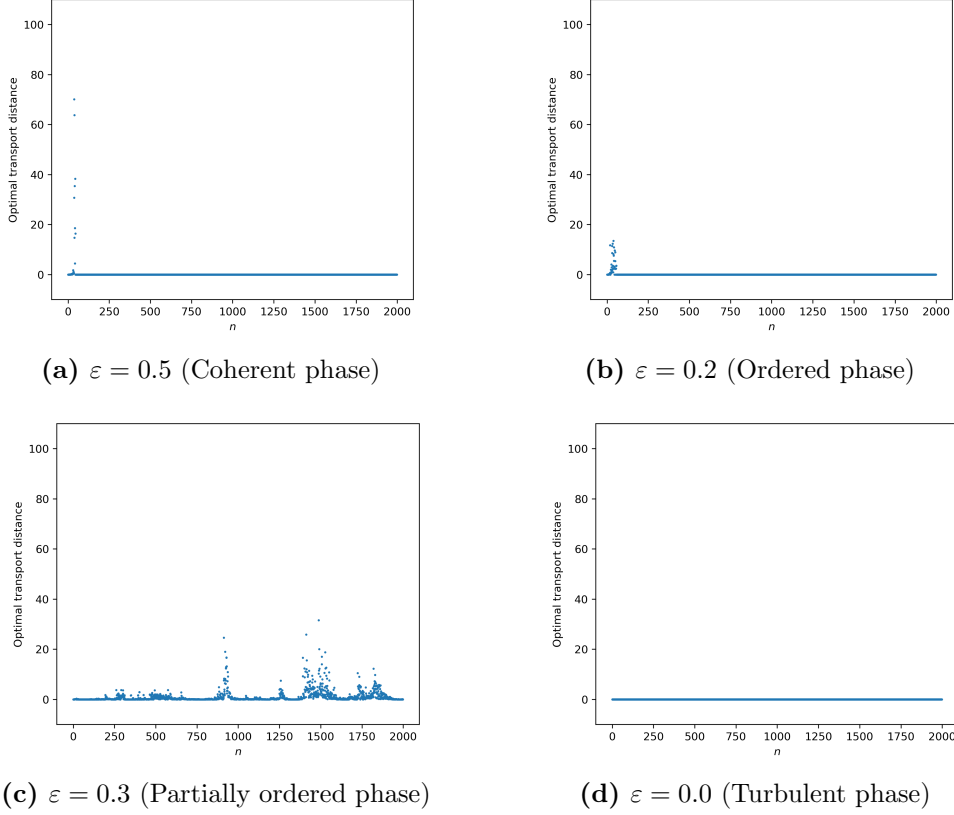 100
80
60
40
20
0
Optimal transport distance
0 250 500 750 1000 1250 1500 1750 2000
n
(a) ε = 0.5 (Coherent phase)
100
80
60
40
20
0
Optimal transport distance
0 250 500 750 1000 1250 1500 1750 2000
n
(b) ε = 0.2 (Ordered phase)
100
80
60
40
20
0
Optimal transport distance
0 250 500 750 1000 1250 1500 1750 2000
n
(c) ε = 0.3 (Partially ordered phase)
100
80
60
40
20
0
Optimal transport distance
0 250 500 750 1000 1250 1500 1750 2000
n
(d) ε = 0.0 (Turbulent phase)